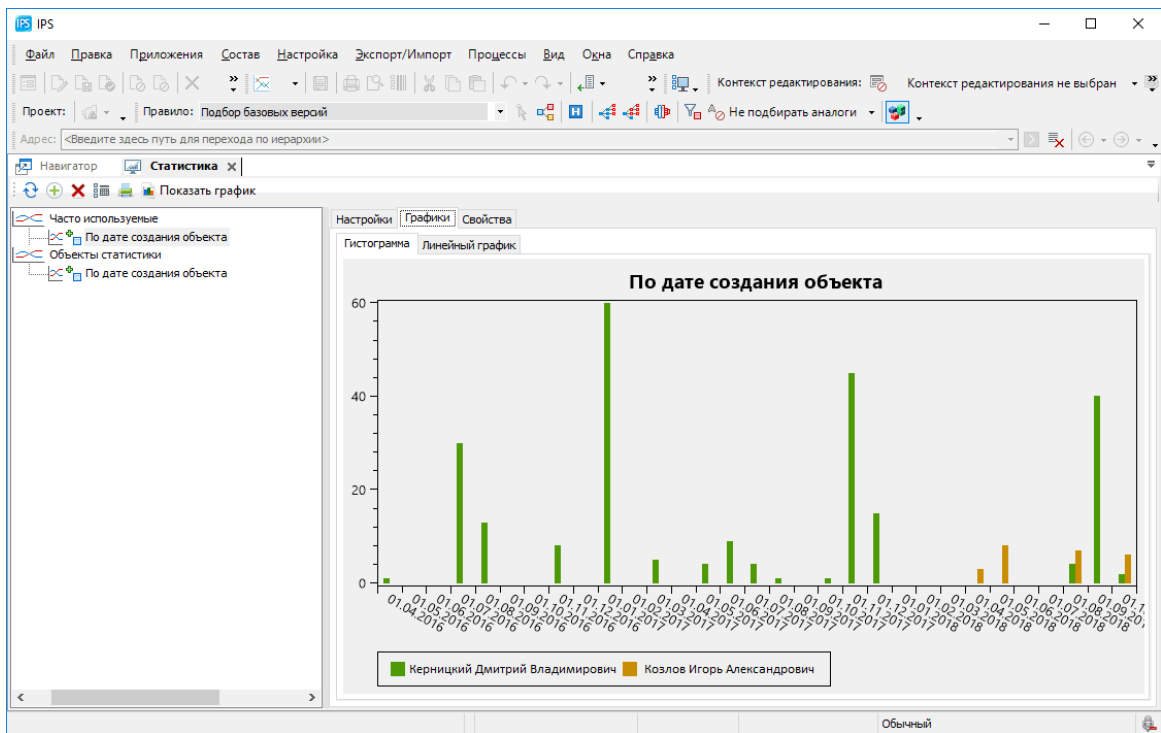 IPS
Файл Правка Приложения Состав Настройка Экспорт/Импорт Процессы Вид Окна Справка
Контекст редактирования: Контекст редактирования не выбран
Проект: Правило: Подбор базовых версий Не подбирать аналоги
Адрес: <Введите здесь путь для перехода по иерархии>
Навигатор Статистика
Показать график
Часто используемые
По дате создания объекта
Объекты статистики
По дате создания объекта
Настройки Графики Свойства
Гистограмма Линейный график
По дате создания объекта
60
40
20
0
01.04.2016 01.05.2016 01.06.2016 01.07.2016 01.08.2016 01.09.2016 01.10.2016 01.11.2016 01.12.2016 01.01.2017 01.02.2017 01.03.2017 01.04.2017 01.05.2017 01.06.2017 01.07.2017 01.08.2017 01.09.2017 01.10.2017 01.11.2017 01.12.2017 01.01.2018 01.02.2018 01.03.2018 01.04.2018 01.05.2018 01.06.2018 01.07.2018 01.08.2018 01.09.2018
Керницкий Дмитрий Владимирович Козлов Игорь Александрович
Обычный